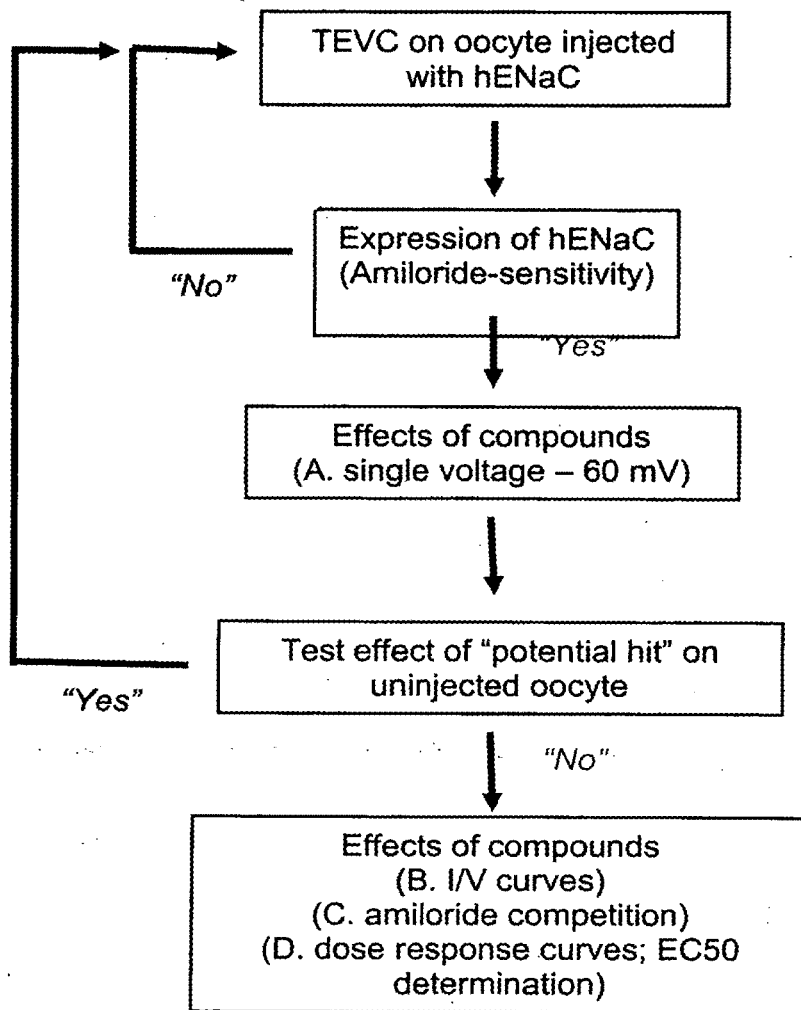 TEVC on oocyte injected
with hENaC
Expression of hENaC
(Amiloride-sensitivity)
"No"
"Yes"
Effects of compounds
(A. single voltage – 60 mV)
Test effect of "potential hit" on
uninjected oocyte
"Yes"
"No"
Effects of compounds
(B. I/V curves)
(C. amiloride competition)
(D. dose response curves; EC50
determination)